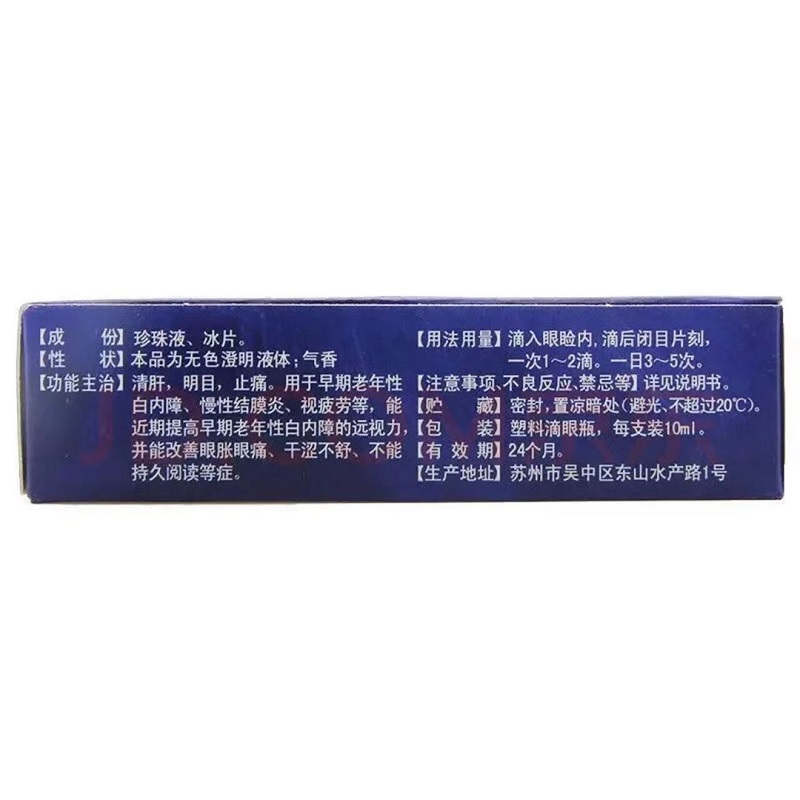 【成　份】珍珠液、冰片。
【性　状】本品为无色澄明液体；气香
【功能主治】清肝，明目，止痛。用于早期老年性
白内障、慢性结膜炎、视疲劳等，能
近期提高早期老年性白内障的远视力，
并能改善眼胀眼痛、干涩不舒、不能
持久阅读等症。
【用法用量】滴入眼睑内，滴后闭目片刻，
一次1～2滴。一日3～5次。
【注意事项、不良反应、禁忌等】详见说明书。
【贮　藏】密封，置凉暗处（避光、不超过20℃）。
【包　装】塑料滴眼瓶，每支装10ml。
【有 效 期】24个月。
【生产地址】苏州市吴中区东山水产路1号